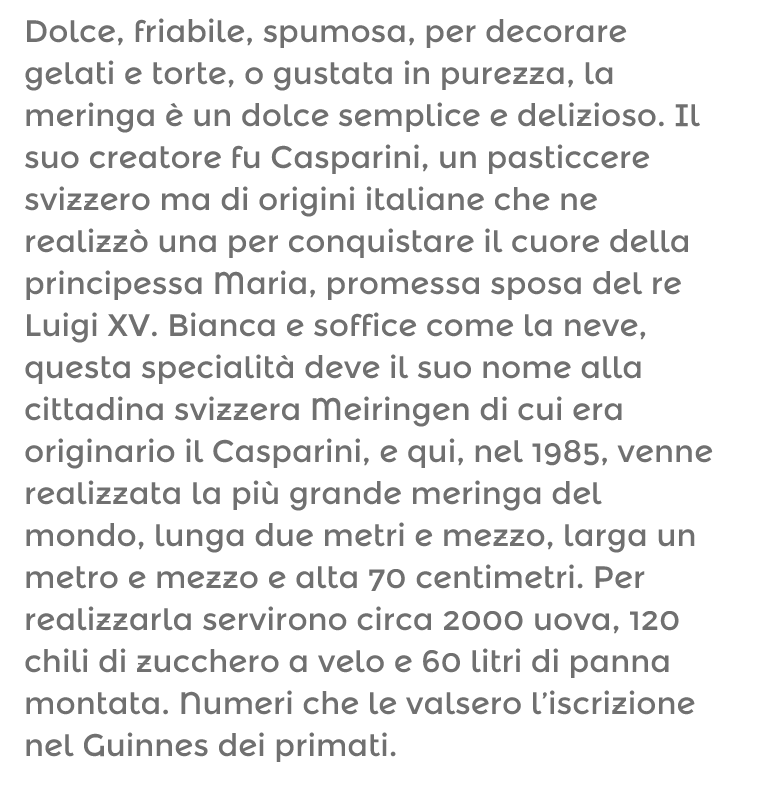 Dolce, friabile, spumosa, per decorare
gelati e torte, o gustata in purezza, la
meringa è un dolce semplice e delizioso. Il
suo creatore fu Casparini, un pasticcere
svizzero ma di origini italiane che ne
realizzò una per conquistare il cuore della
principessa Maria, promessa sposa del re
Luigi XV. Bianca e soffice come la neve,
questa specialità deve il suo nome alla
cittadina svizzera Meiringen di cui era
originario il Casparini, e qui, nel 1985, venne
realizzata la più grande meringa del
mondo, lunga due metri e mezzo, larga un
metro e mezzo e alta 70 centimetri. Per
realizzarla servirono circa 2000 uova, 120
chili di zucchero a velo e 60 litri di panna
montata. Numeri che le valsero l’iscrizione
nel Guinnes dei primati.